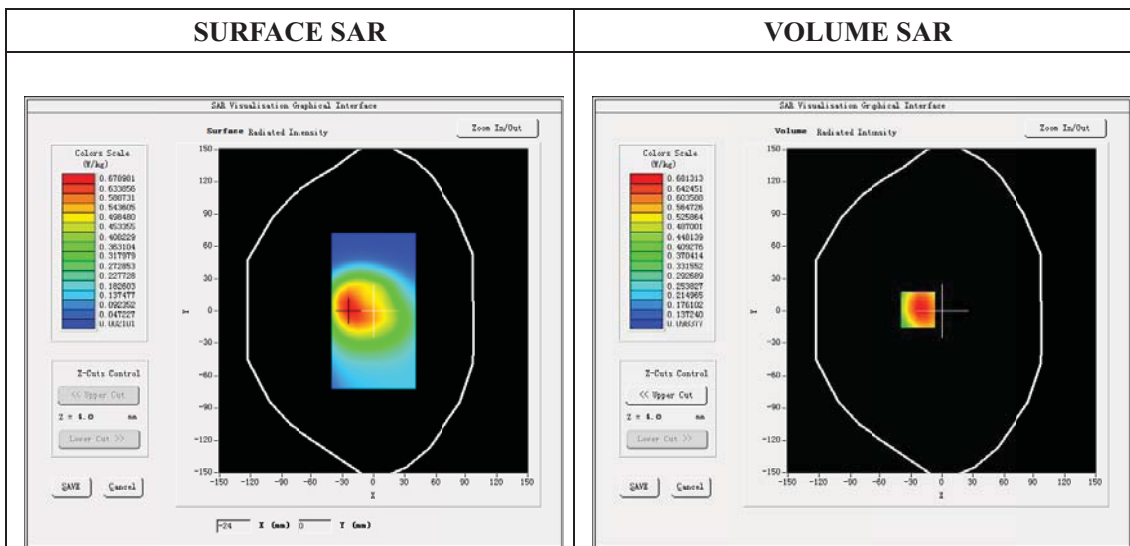 SURFACE SAR
VOLUME SAR
SAR Visualisation Graphical Interface
Surface Radiated Intensity
Zoom In/Out
Colors Scale
(W/kg)
0.678981
0.633856
0.588731
0.543605
0.498480
0.453355
0.408229
0.363104
0.317979
0.272853
0.227728
0.182603
0.137477
0.092352
0.047227
0.002101
Z-Cuts Control
<< Upper Cut
Z = 4.0 mm
Lower Cut >>
SAVE
Cancel
150
120
90
60
30
0
-30
-60
-90
-120
-150
Y
-150 -120 -90 -60 -30 0 30 60 90 120 150
X
-24 X (mm) 0 Y (mm)
SAR Visualisation Graphical Interface
Volume Radiated Intensity
Zoom In/Out
Colors Scale
(W/kg)
0.681313
0.642451
0.603588
0.564726
0.525864
0.487001
0.448139
0.409276
0.370414
0.331552
0.292689
0.253827
0.214965
0.176102
0.137240
0.098377
Z-Cuts Control
<< Upper Cut
Z = 4.0 mm
Lower Cut >>
SAVE
Cancel
150
120
90
60
30
0
-30
-60
-90
-120
-150
Y
-150 -120 -90 -60 -30 0 30 60 90 120 150
X